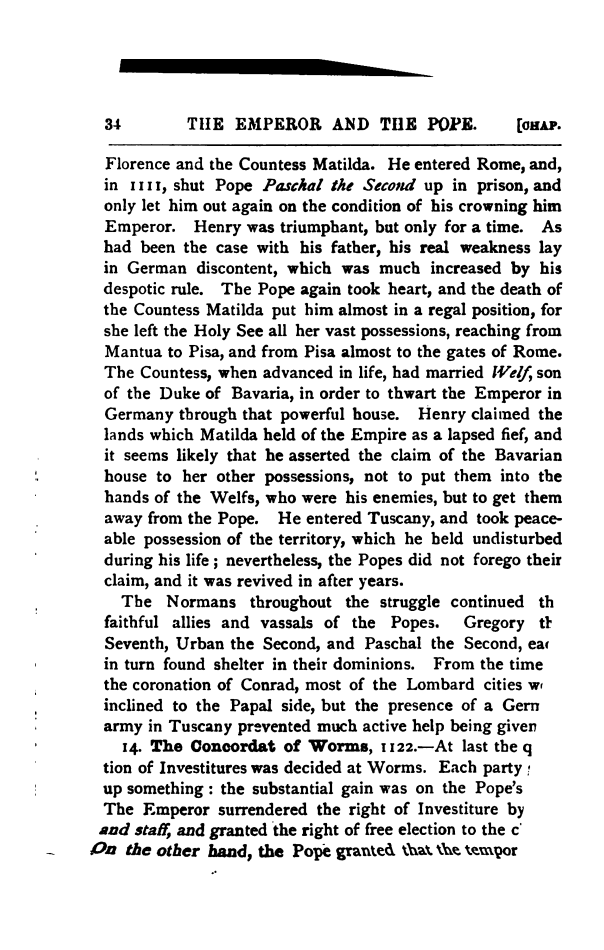 34 THE EMPEROR AND THE POPE. [CHAP.
Florence and the Countess Matilda. He entered Rome, and,
in 1111, shut Pope Paschal the Second up in prison, and
only let him out again on the condition of his crowning him
Emperor. Henry was triumphant, but only for a time. As
had been the case with his father, his real weakness lay
in German discontent, which was much increased by his
despotic rule. The Pope again took heart, and the death of
the Countess Matilda put him almost in a regal position, for
she left the Holy See all her vast possessions, reaching from
Mantua to Pisa, and from Pisa almost to the gates of Rome.
The Countess, when advanced in life, had married Welf, son
of the Duke of Bavaria, in order to thwart the Emperor in
Germany through that powerful house. Henry claimed the
lands which Matilda held of the Empire as a lapsed fief, and
it seems likely that he asserted the claim of the Bavarian
house to her other possessions, not to put them into the
hands of the Welfs, who were his enemies, but to get them
away from the Pope. He entered Tuscany, and took peace-
able possession of the territory, which he held undisturbed
during his life ; nevertheless, the Popes did not forego their
claim, and it was revived in after years.
The Normans throughout the struggle continued th
faithful allies and vassals of the Popes. Gregory
Seventh, Urban the Second, and Paschal the Second,
in turn found shelter in their dominions. From the time
the coronation of Conrad, most of the Lombard cities
inclined to the Papal side, but the presence of a
army in Tuscany prevented much active help being given
14. The Concordat of Worms, 1122.—At last the q
tion of Investitures was decided at Worms. Each party
up something : the substantial gain was on the Pope's
The Emperor surrendered the right of Investiture by
and staff, and granted the right of free election to the c
On the other hand, the Pope granted that the tempor